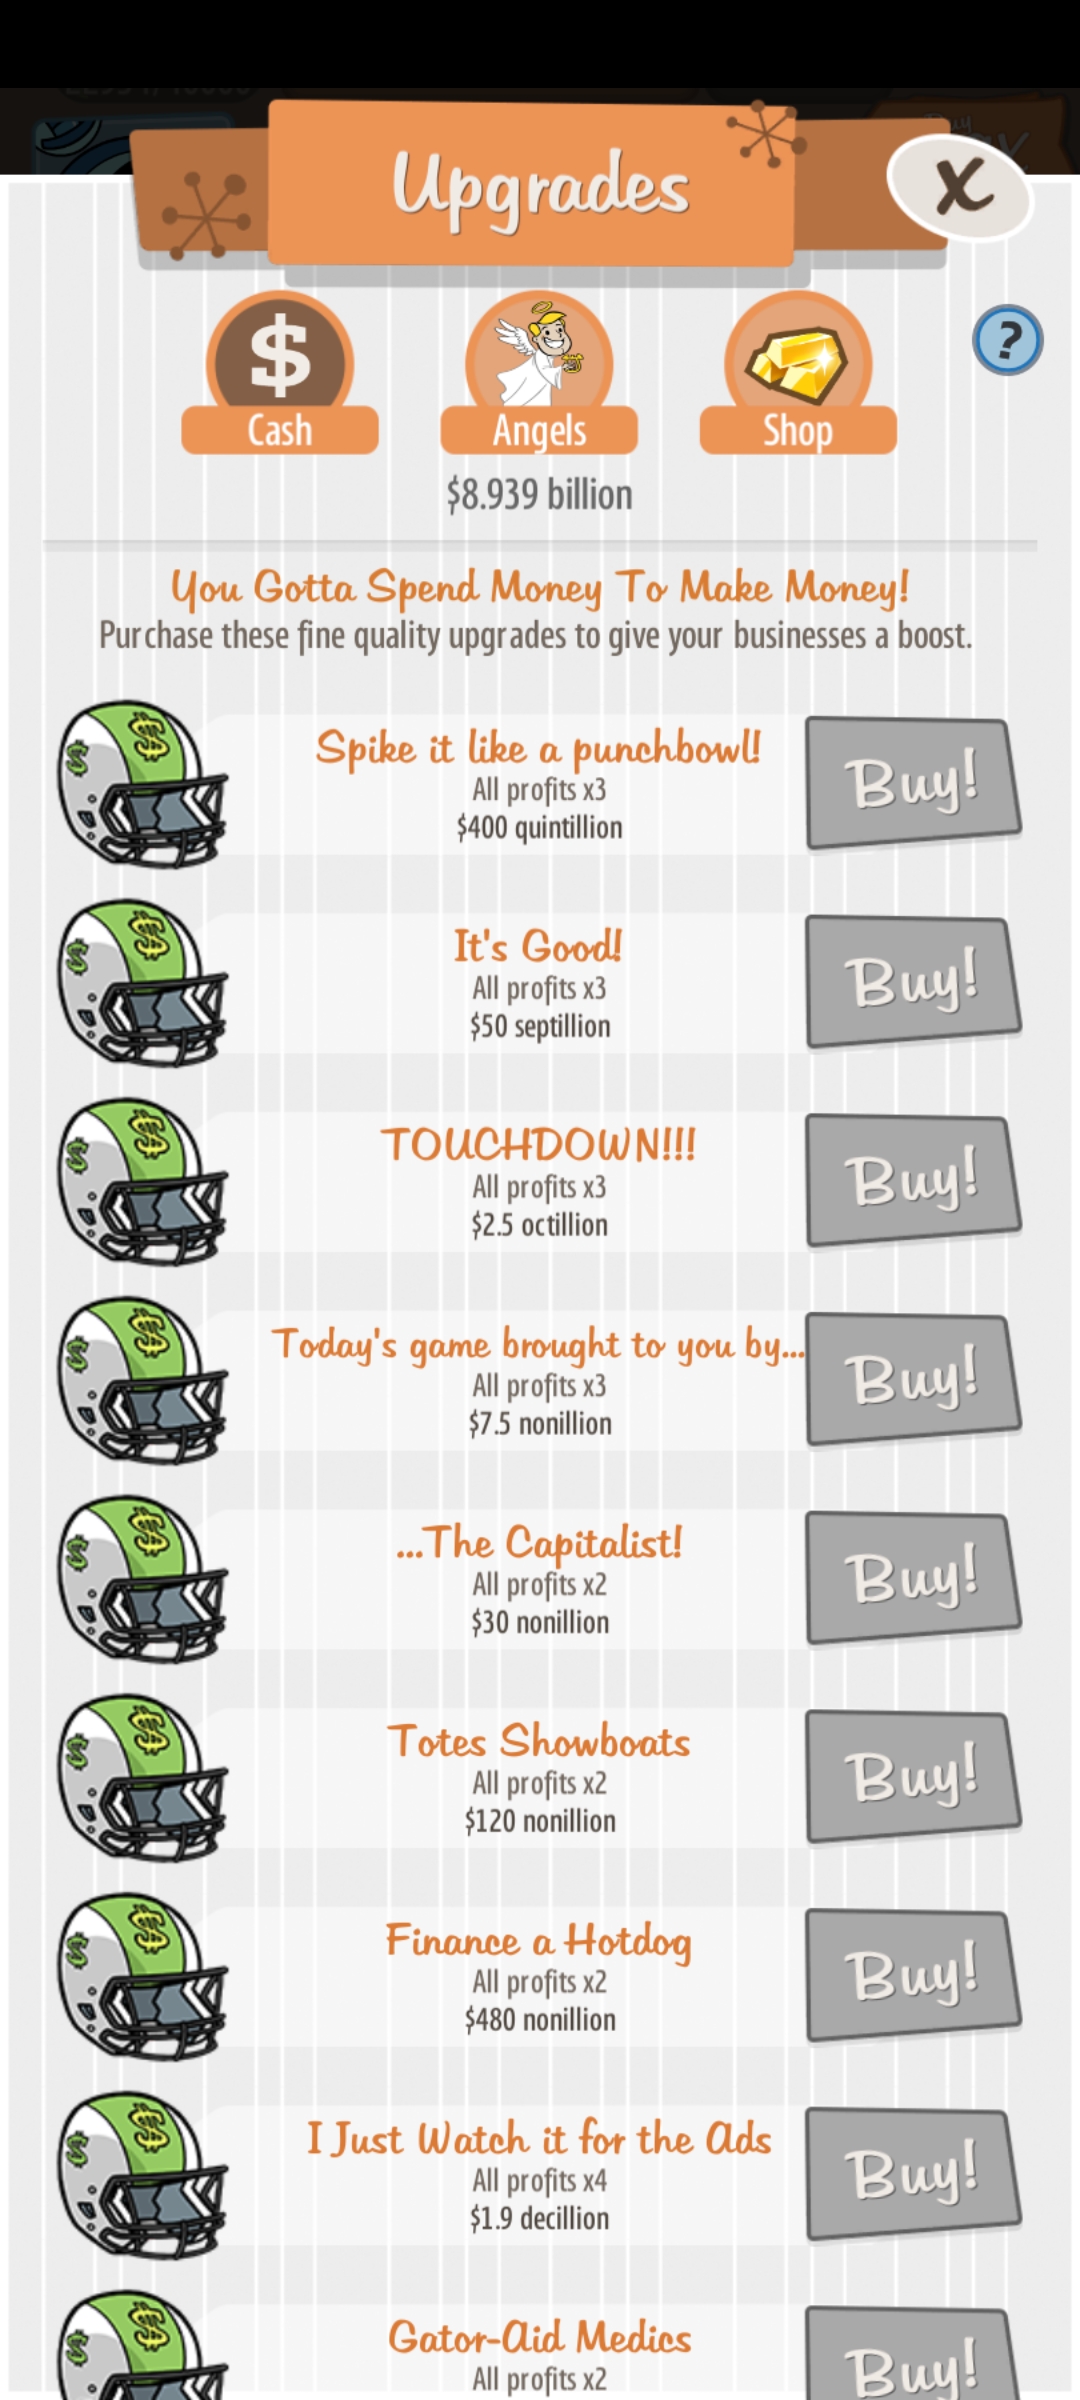 Upgrades
X
$
Cash
Angels
Shop
?
$8.939 billion
You Gotta Spend Money To Make Money!
Purchase these fine quality upgrades to give your businesses a boost.
Spike it like a punchbowl!
All profits x3
$400 quintillion
Buy!
It's Good!
All profits x3
$50 septillion
Buy!
TOUCHDOWN!!!
All profits x3
$2.5 octillion
Buy!
Today's game brought to you by...
All profits x3
$7.5 nonillion
Buy!
...The Capitalist!
All profits x2
$30 nonillion
Buy!
Totes Showboats
All profits x2
$120 nonillion
Buy!
Finance a Hotdog
All profits x2
$480 nonillion
Buy!
I Just Watch it for the Ads
All profits x4
$1.9 decillion
Buy!
Gator-Aid Medics
All profits x2
Buy!